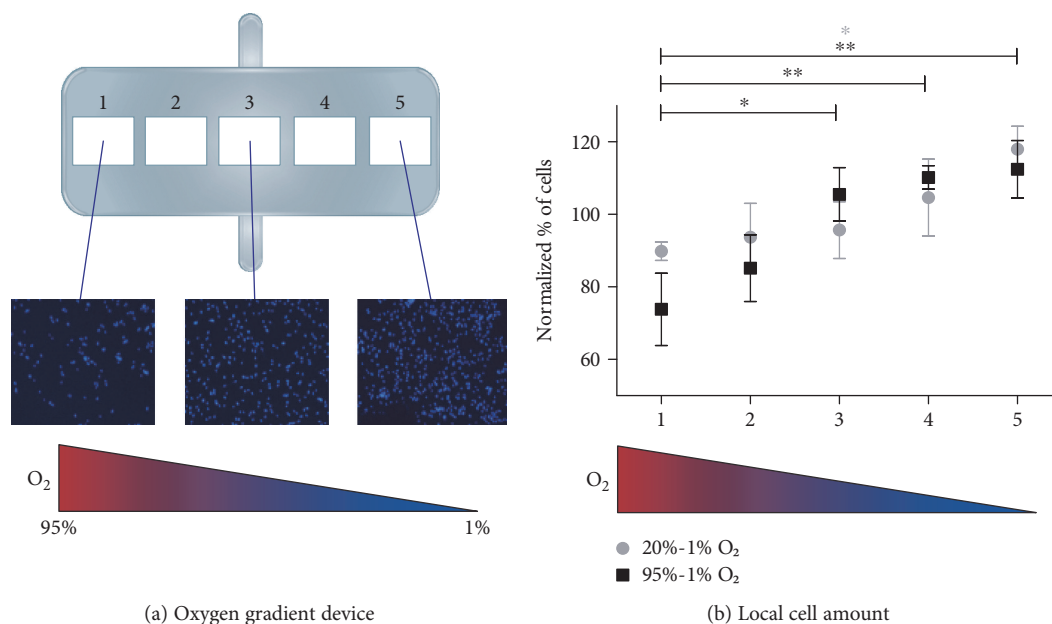 1 2 3 4 5
O₂
95% 1%
(a) Oxygen gradient device
*
**
**
*
Normalized % of cells
120
100
80
60
1 2 3 4 5
O₂
20%-1% O₂
95%-1% O₂
(b) Local cell amount